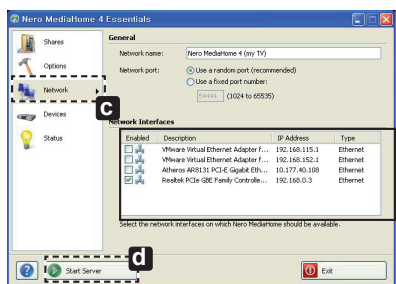 Nero MediaHome 4 Essentials
Shares
Options
Network
Devices
Status
c
General
Network name: Nero MediaHome 4 (my TV)
Network port: Use a random port (recommended)
Use a fixed port number:
54444 (1024 to 65535)
Network Interfaces
Enabled Description IP Address Type
VMware Virtual Ethernet Adapter f... 192.168.115.1 Ethernet
VMware Virtual Ethernet Adapter f... 192.168.152.1 Ethernet
Atheros AR8131 PCI-E Gigabit Eth... 10.177.40.108 Ethernet
Realtek PCIe GBE Family Controlle... 192.168.0.3 Ethernet
Select the network interfaces on which Nero MediaHome should be available.
d
? Start Server Exit